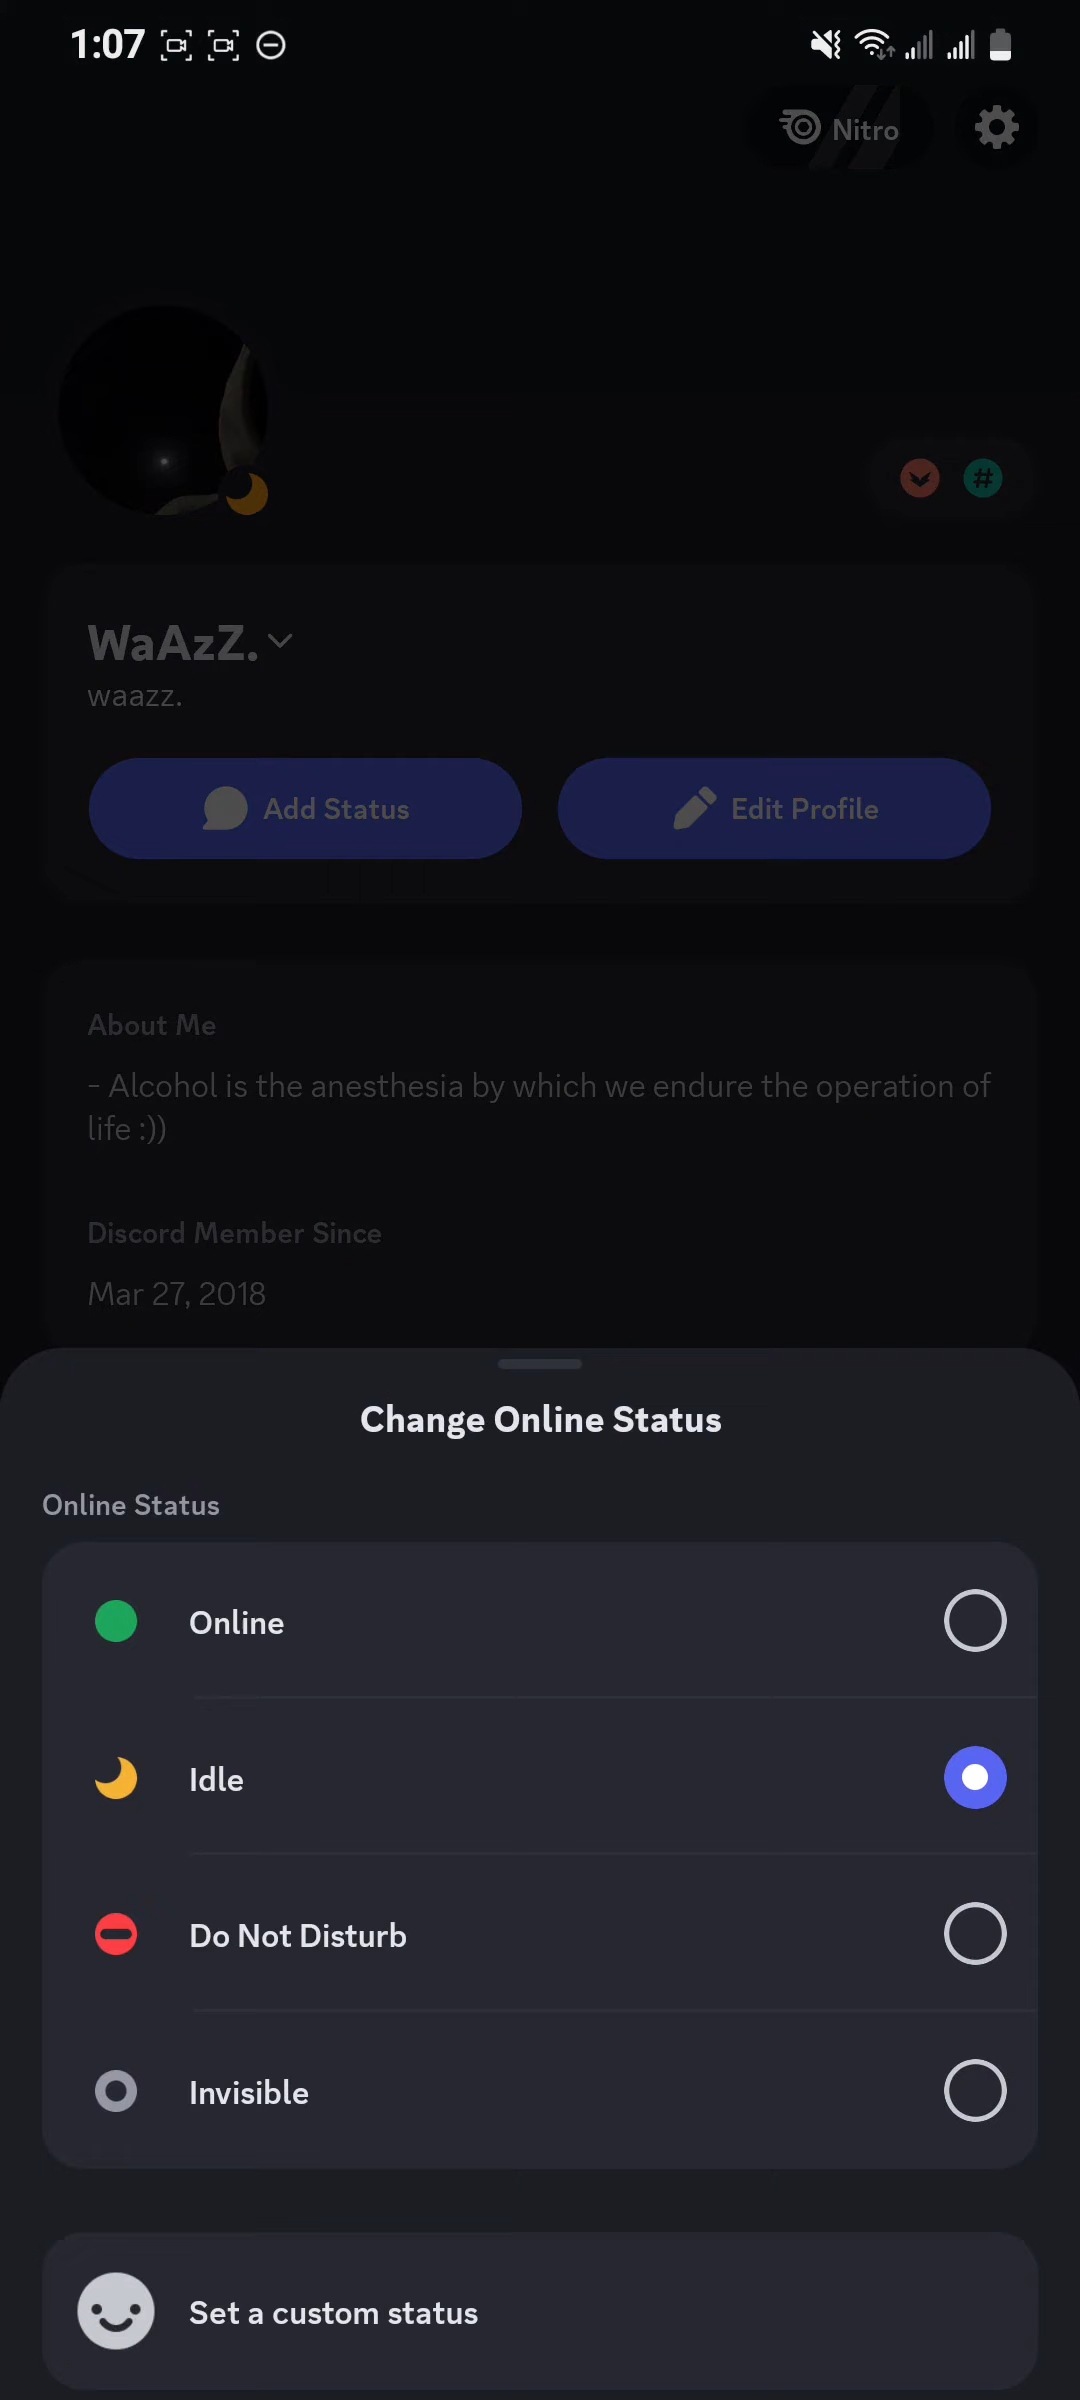 1:07
Nitro
WaAzZ.
waazz.
Add Status
Edit Profile
About Me
- Alcohol is the anesthesia by which we endure the operation of
life :))
Discord Member Since
Mar 27, 2018
Change Online Status
Online Status
Online
Idle
Do Not Disturb
Invisible
Set a custom status